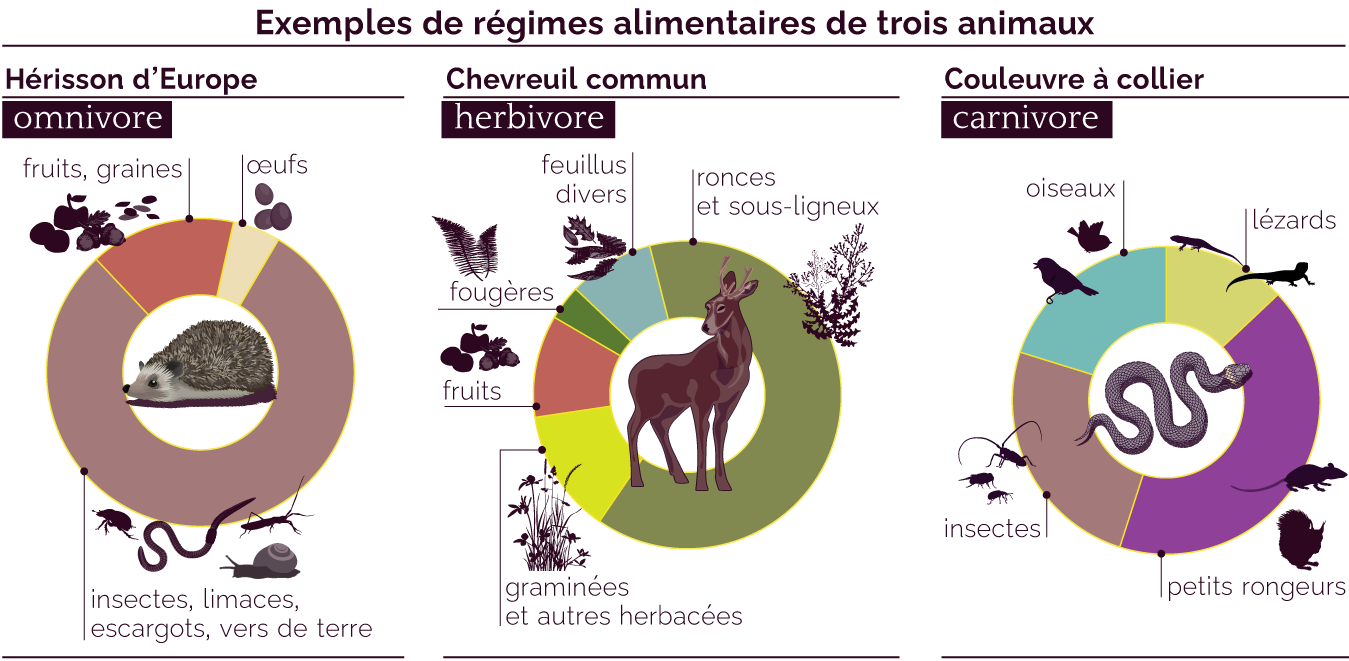 Exemples de régimes alimentaires de trois animaux
Hérisson d’Europe
omnivore
fruits, graines
œufs
insectes, limaces,
escargots, vers de terre
Chevreuil commun
herbivore
feuillus
divers
ronces
et sous-ligneux
fougères
fruits
graminées
et autres herbacées
Couleuvre à collier
carnivore
oiseaux
lézards
insectes
petits rongeurs